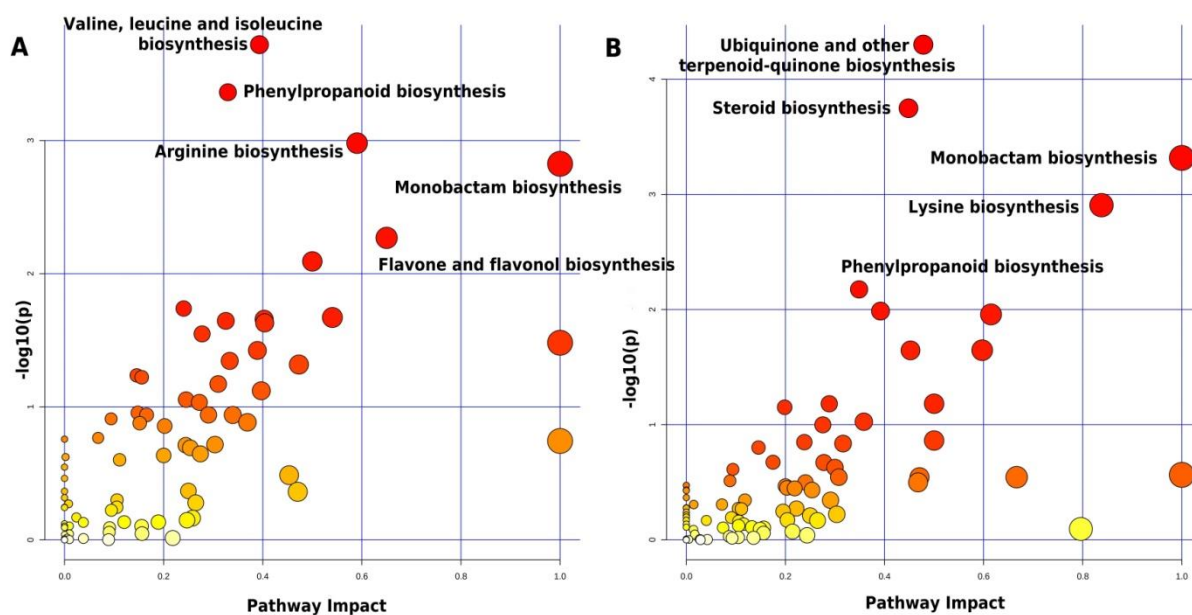 A
Valine, leucine and isoleucine
biosynthesis
Phenylpropanoid biosynthesis
Arginine biosynthesis
Monobactam biosynthesis
Flavone and flavonol biosynthesis
-log10(p)
3
2
1
0
0.0 0.2 0.4 0.6 0.8 1.0
Pathway Impact
B
Ubiquinone and other
terpenoid-quinone biosynthesis
Steroid biosynthesis
Monobactam biosynthesis
Lysine biosynthesis
Phenylpropanoid biosynthesis
-log10(p)
4
3
2
1
0
0.0 0.2 0.4 0.6 0.8 1.0
Pathway Impact